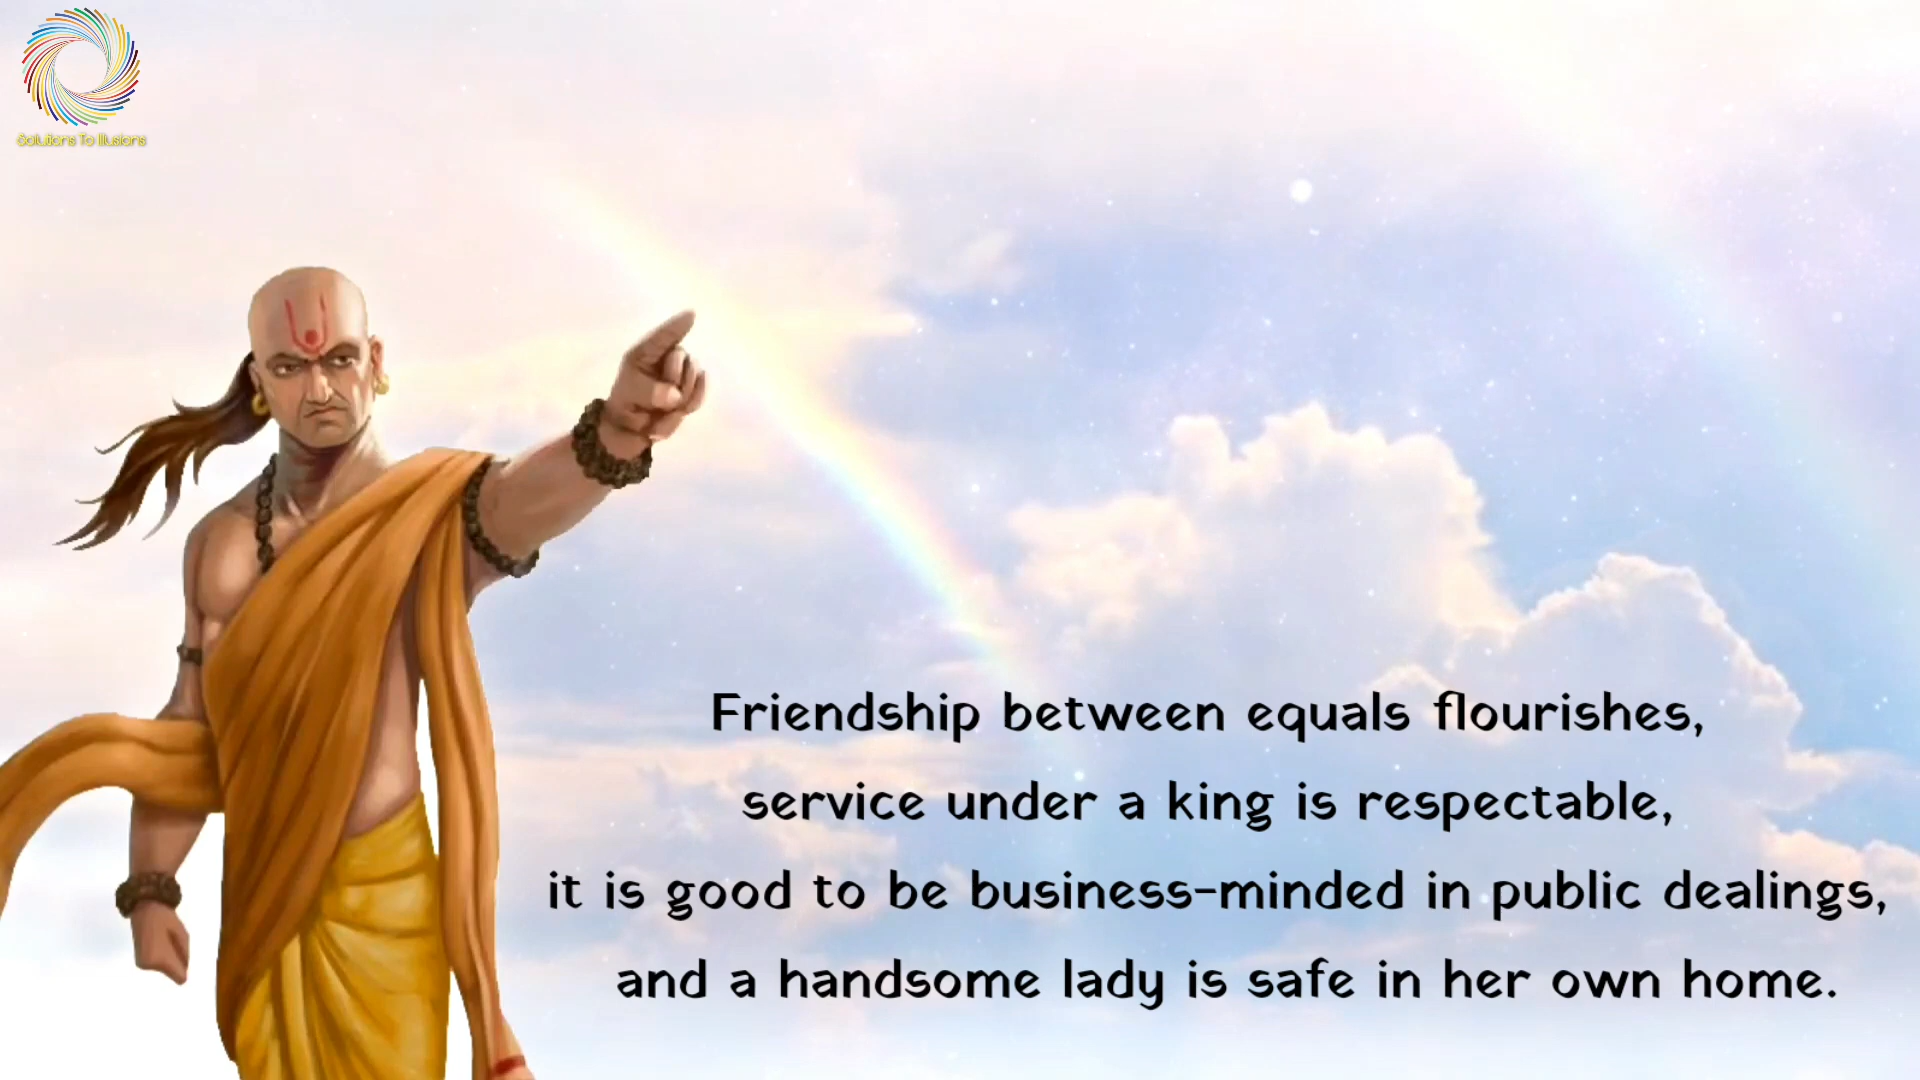 Solutions To Illusions
Friendship between equals flourishes,
service under a king is respectable,
it is good to be business-minded in public dealings,
and a handsome lady is safe in her own home.